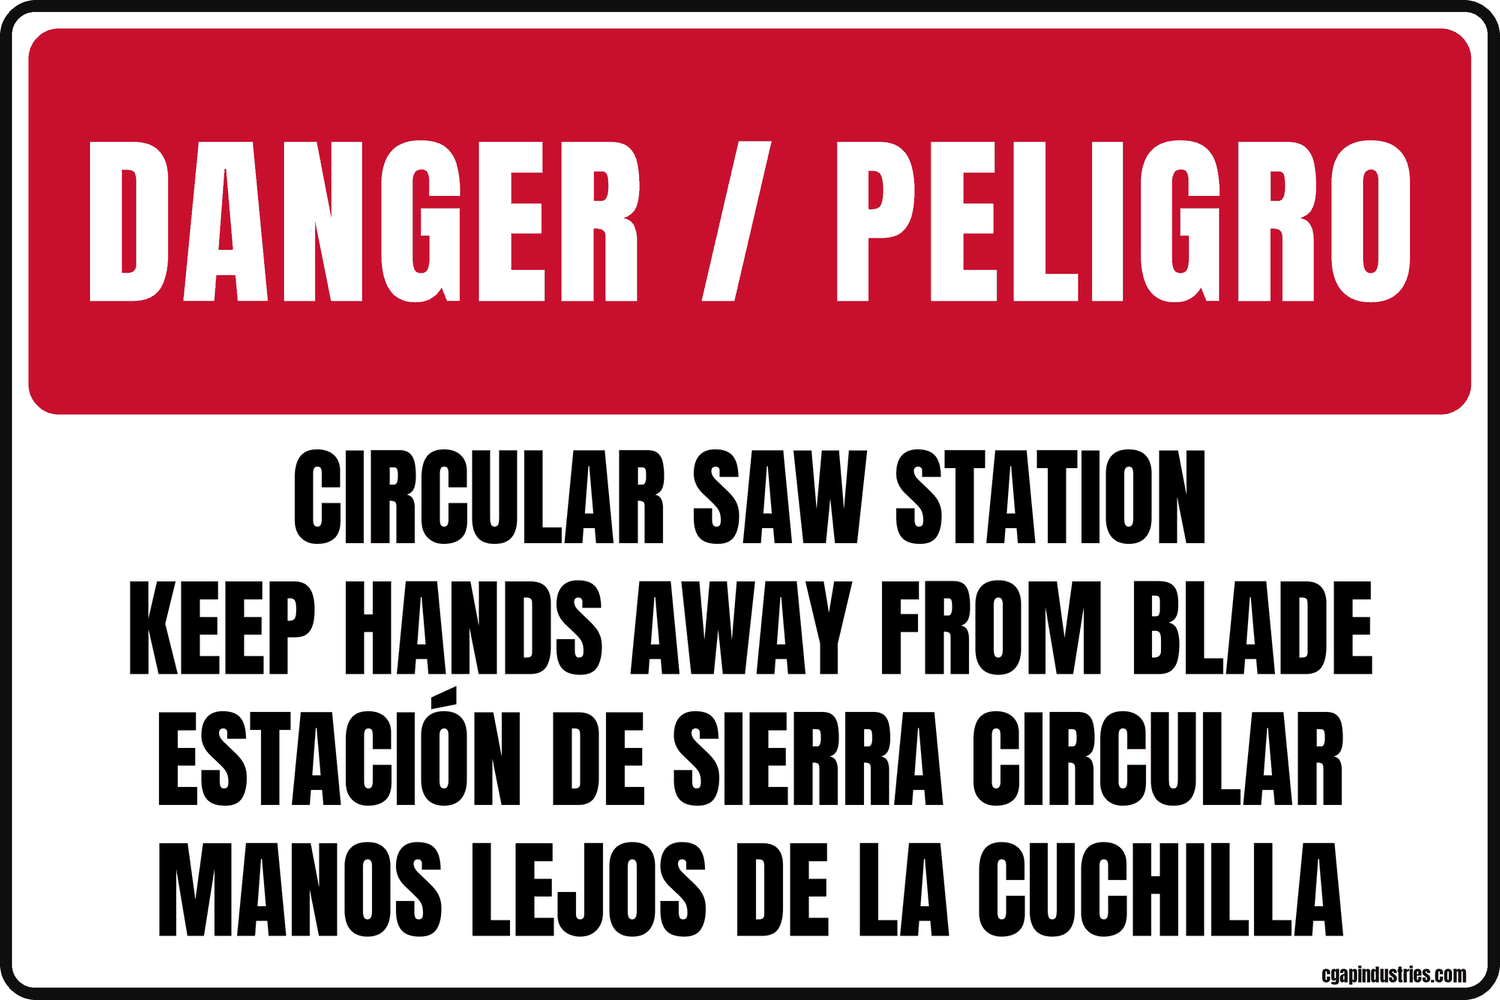 DANGER / PELIGRO
CIRCULAR SAW STATION
KEEP HANDS AWAY FROM BLADE
ESTACIÓN DE SIERRA CIRCULAR
MANOS LEJOS DE LA CUCHILLA
cgapindustries.com